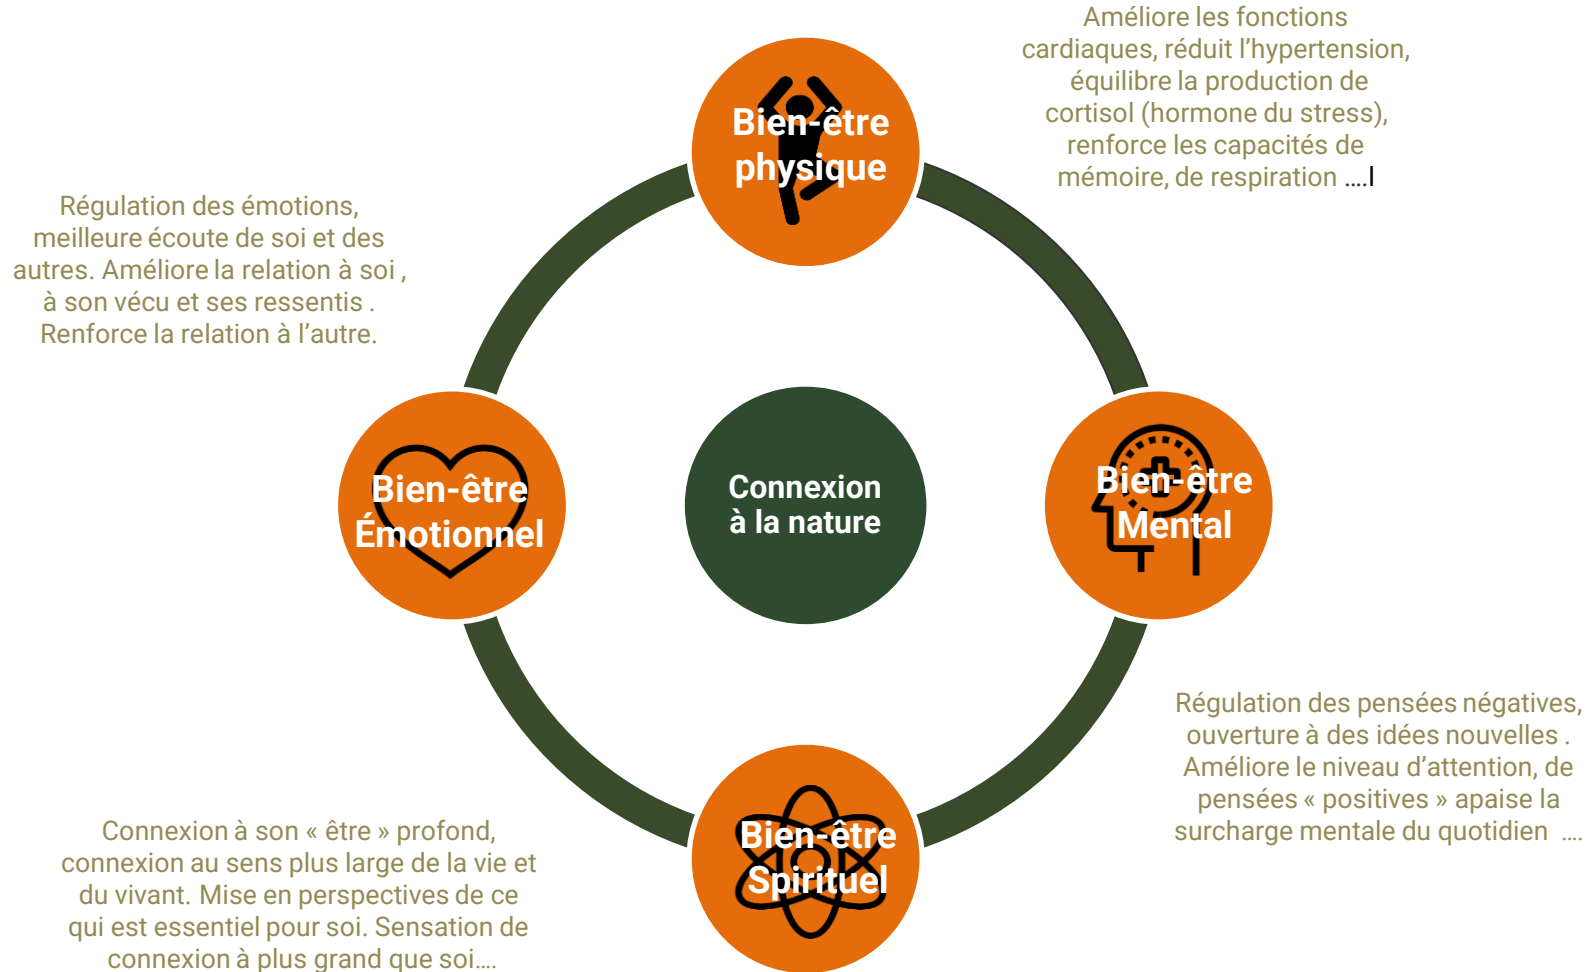 Améliore les fonctions
cardiaques, réduit l’hypertension,
équilibre la production de
cortisol (hormone du stress),
renforce les capacités de
mémoire, de respiration ....l
Bien-être
physique
Régulation des émotions,
meilleure écoute de soi et des
autres. Améliore la relation à soi ,
à son vécu et ses ressentis .
Renforce la relation à l’autre.
Bien-être
Émotionnel
Connexion
à la nature
Bien-être
Mental
Régulation des pensées négatives,
ouverture à des idées nouvelles .
Améliore le niveau d’attention, de
pensées « positives » apaise la
surcharge mentale du quotidien ....
Bien-être
Spirituel
Connexion à son « être » profond,
connexion au sens plus large de la vie et
du vivant. Mise en perspectives de ce
qui est essentiel pour soi. Sensation de
connexion à plus grand que soi....